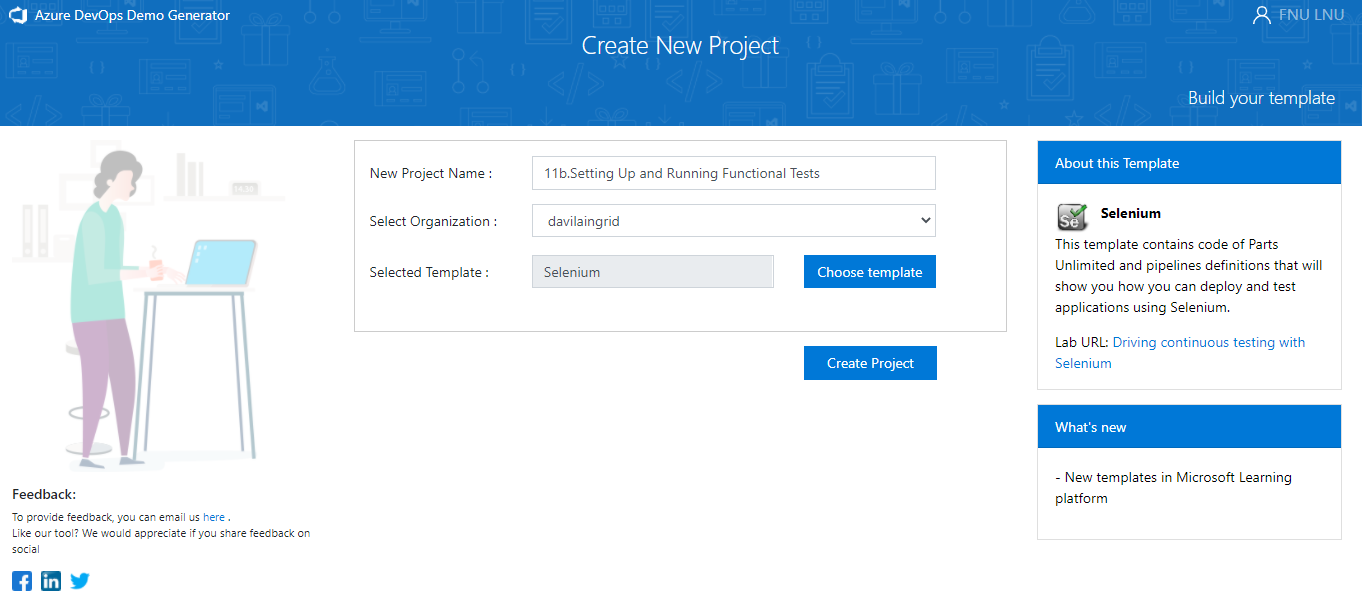 Azure DevOps Demo Generator
FNU LNU
Create New Project
Build your template
New Project Name :
11b.Setting Up and Running Functional Tests
Select Organization :
davilaingrid
Selected Template :
Selenium
Choose template
Create Project
About this Template
Se
Selenium
This template contains code of Parts
Unlimited and pipelines definitions that will
show you how you can deploy and test
applications using Selenium.
Lab URL: Driving continuous testing with
Selenium
What's new
- New templates in Microsoft Learning
platform
Feedback:
To provide feedback, you can email us here .
Like our tool? We would appreciate if you share feedback on
social